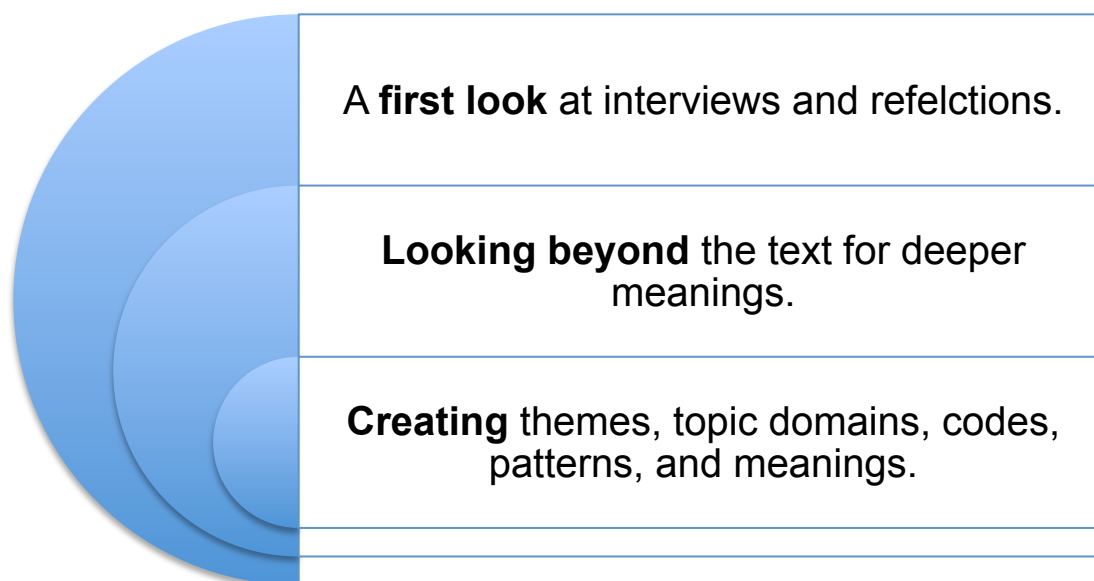 A first look at interviews and refelctions.
Looking beyond the text for deeper
meanings.
Creating themes, topic domains, codes,
patterns, and meanings.